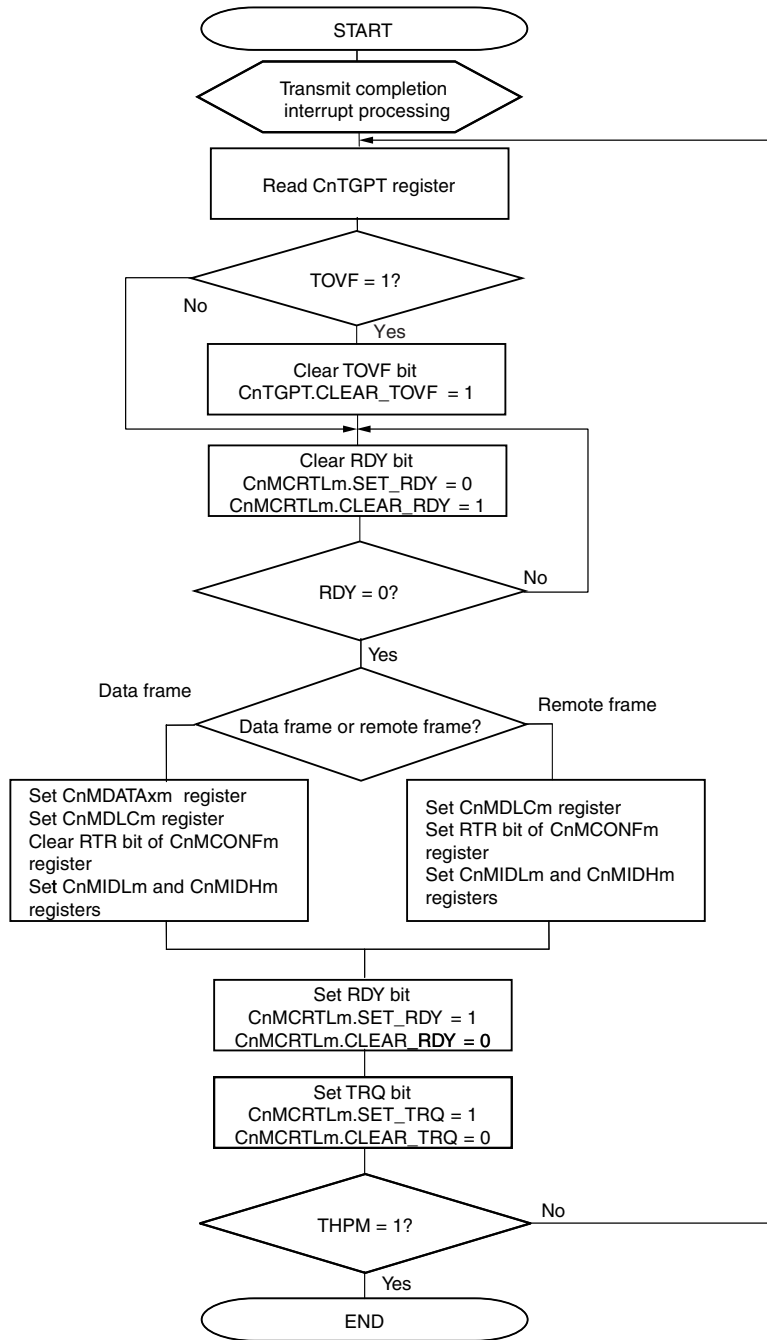 START
Transmit completion
interrupt processing
Read CnTGPT register
TOVF = 1?
No
Yes
Clear TOVF bit
CnTGPT.CLEAR_TOVF = 1
Clear RDY bit
CnMCRTLm.SET_RDY = 0
CnMCRTLm.CLEAR_RDY = 1
RDY = 0?
No
Yes
Data frame
Data frame or remote frame?
Remote frame
Set CnMDATAxm register
Set CnMDLCm register
Clear RTR bit of CnMCONFm
register
Set CnMIDLm and CnMIDHm
registers
Set CnMDLCm register
Set RTR bit of CnMCONFm
register
Set CnMIDLm and CnMIDHm
registers
Set RDY bit
CnMCRTLm.SET_RDY = 1
CnMCRTLm.CLEAR_RDY = 0
Set TRQ bit
CnMCRTLm.SET_TRQ = 1
CnMCRTLm.CLEAR_TRQ = 0
THPM = 1?
No
Yes
END